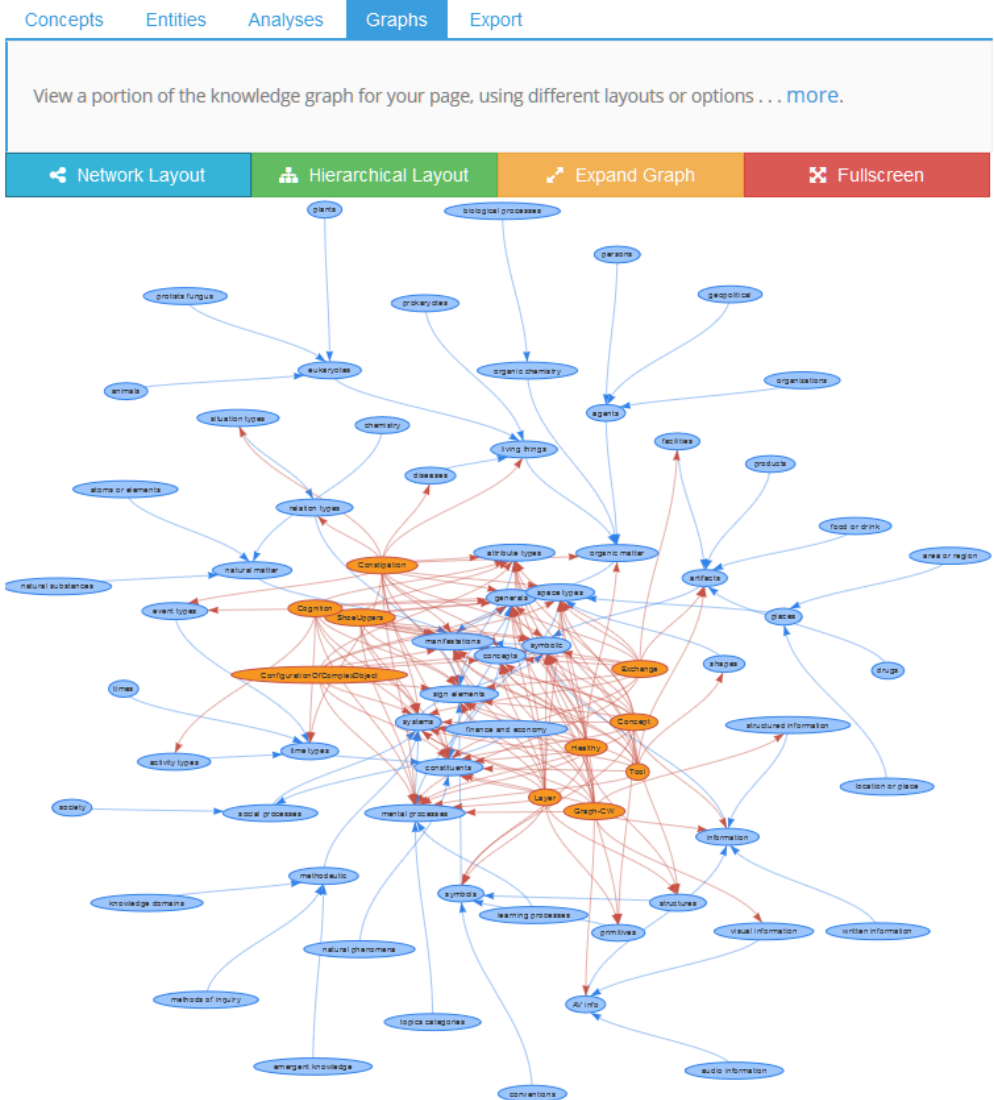 Concepts Entities Analyses Graphs Export
View a portion of the knowledge graph for your page, using different layouts or options . . . more.
Network Layout Hierarchical Layout Expand Graph Fullscreen
plants
biological processes
persons
protists fungus
prokaryotes
geopolitical
eukaryotes
organic chemistry
animals
organizations
agents
situation types
chemistry
facilities
living things
diseases
products
atoms or elements
relation types
food or drink
attribute types
organic matter
area or region
Constipation
natural matter
artifacts
natural substances
generals
space types
event types
Cognition
ShoeUppers
places
manifestations
symbolic
concepts
Exchange
shapes
drugs
ConfigurationOfComplexObject
times
sign elements
systems
finance and economy
Concept
structured information
Healthy
time types
activity types
constituents
Tool
location or place
Layer
society
social processes
mental processes
Graph-CW
information
methodeutic
symbols
knowledge domains
learning processes
structures
primitives
visual information
written information
natural phenomena
methods of inquiry
AV info
topics categories
emergent knowledge
audio information
conventions